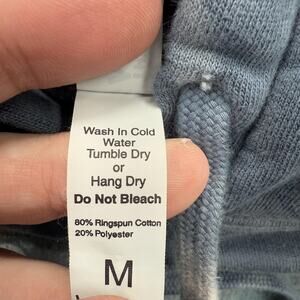 Wash In Cold
Water
Tumble Dry
or
Hang Dry
Do Not Bleach
80% Ringspun Cotton
20% Polyester
M